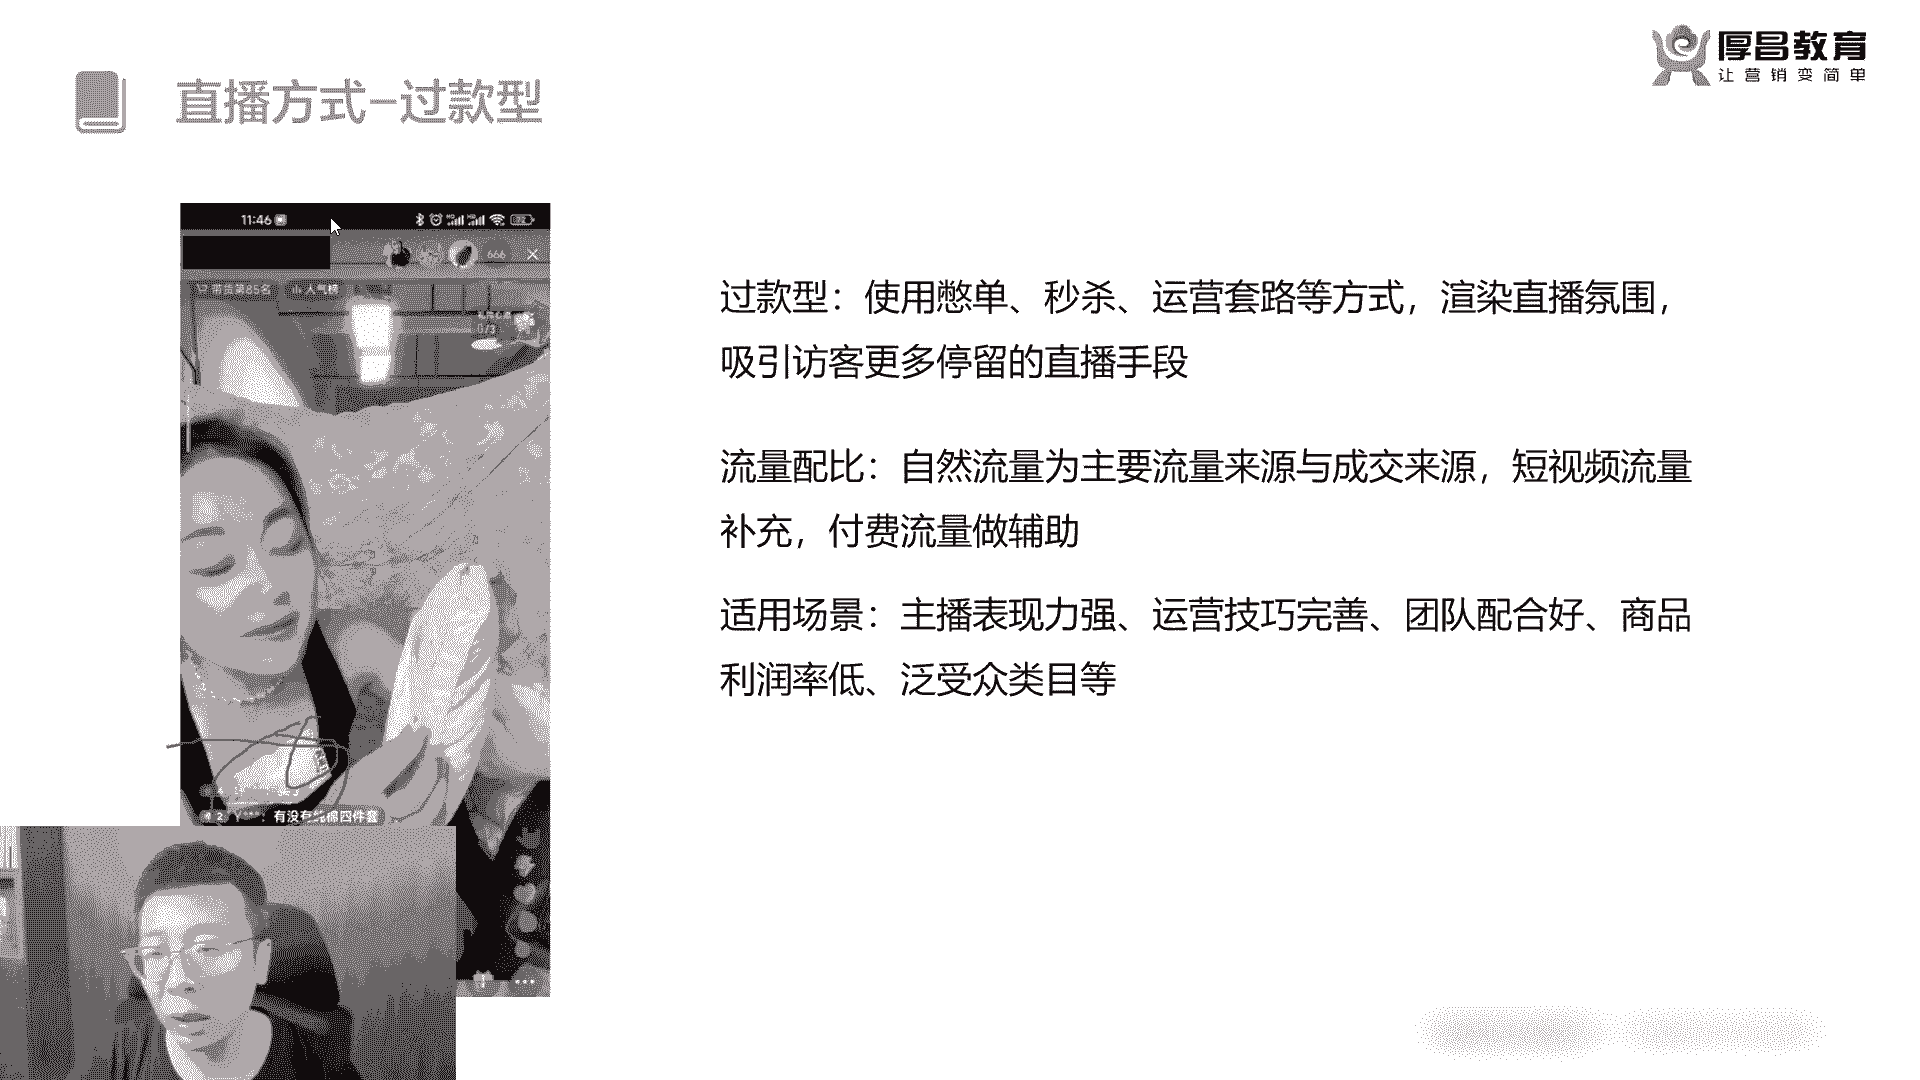 厚昌教育
让营销变简单
直播方式-过款型
11:46
666
带货第85名 人气榜
0/3
过款型：使用憋单、秒杀、运营套路等方式，渲染直播氛围，
吸引访客更多停留的直播手段
流量配比：自然流量为主要流量来源与成交来源，短视频流量
补充，付费流量做辅助
适用场景：主播表现力强、运营技巧完善、团队配合好、商品
利润率低、泛受众类目等
2 Y***：有没有纯棉四件套